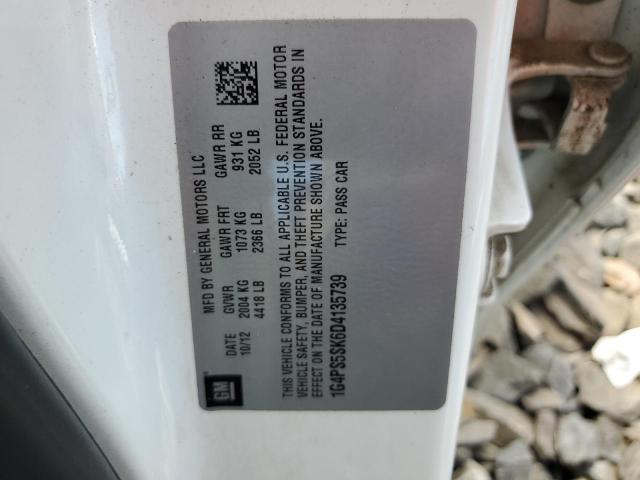 GM
MFD BY GENERAL MOTORS LLC
DATE GVWR GAWR FRT GAWR RR
10/12 2004 KG 1073 KG 931 KG
4418 LB 2366 LB 2052 LB
THIS VEHICLE CONFORMS TO ALL APPLICABLE U.S. FEDERAL MOTOR
VEHICLE SAFETY, BUMPER, AND THEFT PREVENTION STANDARDS IN
EFFECT ON THE DATE OF MANUFACTURE SHOWN ABOVE.
1G4PS5SK6D4135739 TYPE: PASS CAR